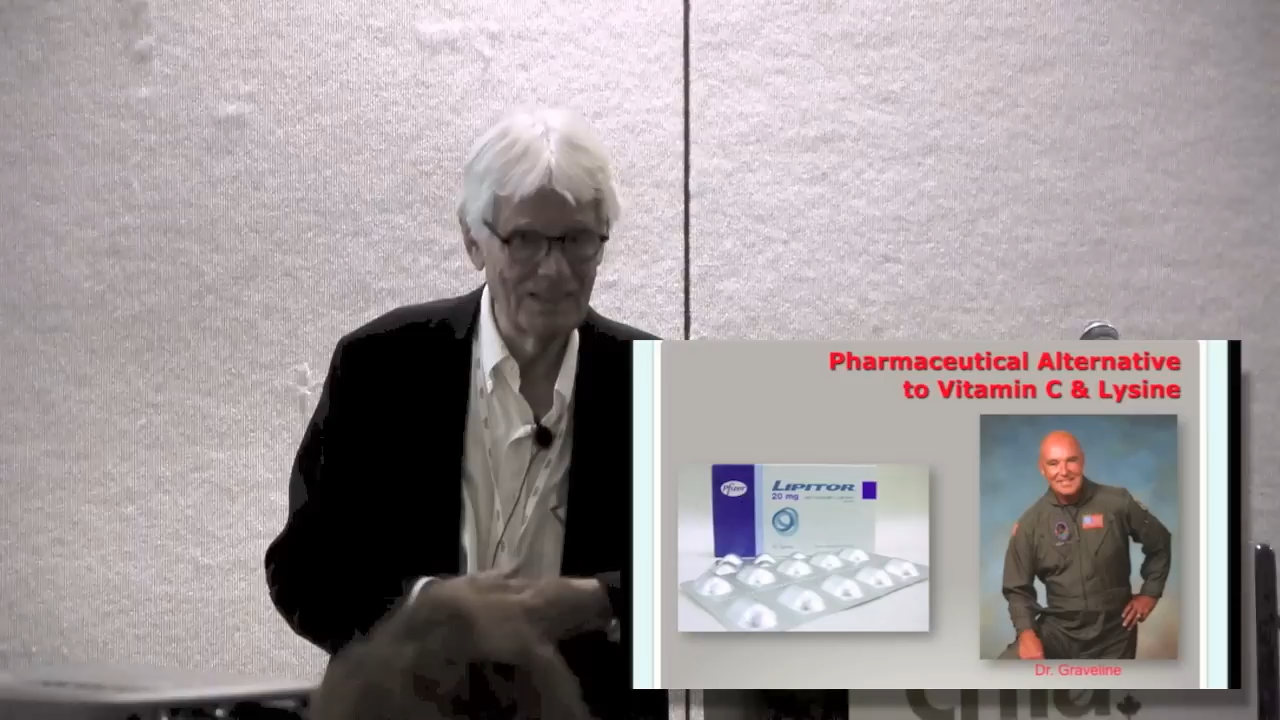 Pharmaceutical Alternative
to Vitamin C & Lysine
Pfizer
LIPITOR
20 mg
Dr. Graveline